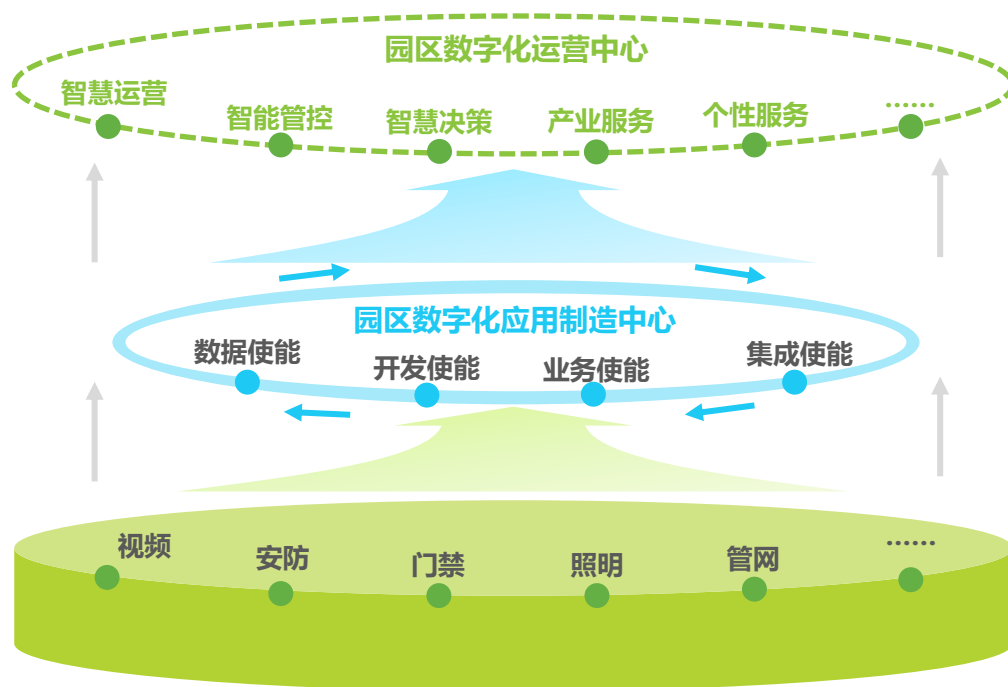 园区数字化运营中心
智慧运营
智能管控
智慧决策
产业服务
个性服务
……
园区数字化应用制造中心
数据使能
开发使能
业务使能
集成使能
视频
安防
门禁
照明
管网
……